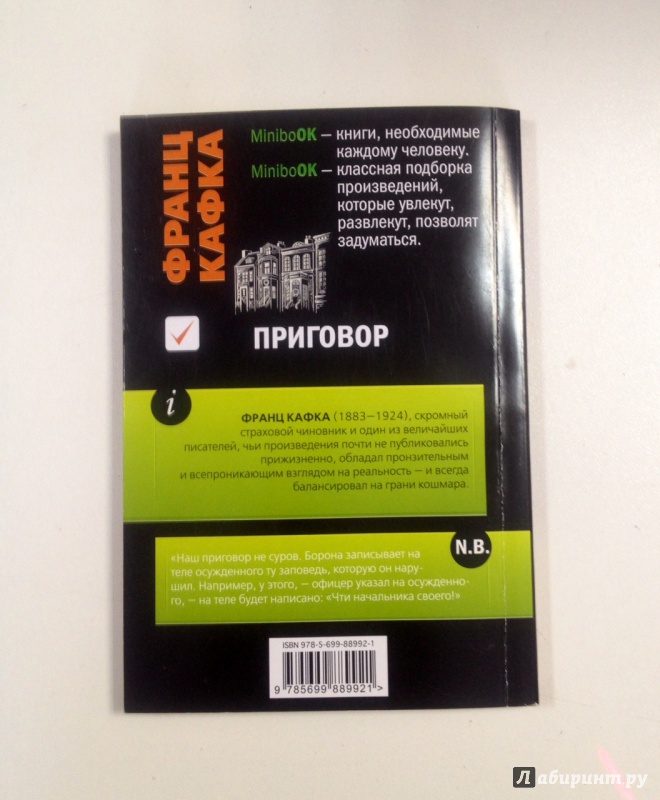 ФРАНЦ
КАФКА
MiniboOK – книги, необходимые
каждому человеку.
MiniboOK – классная подборка
произведений,
которые увлекут,
развлекут, позволят
задуматься.
ПРИГОВОР
i
ФРАНЦ КАФКА (1883–1924), скромный
страховой чиновник и один из величайших
писателей, чьи произведения почти не публиковались
прижизненно, обладал пронзительным
и всепроникающим взглядом на реальность – и всегда
балансировал на грани кошмара.
N.B.
«Наш приговор не суров. Борона записывает на
теле осужденного ту заповедь, которую он нару-
шил. Например, у этого, – офицер указал на осужденно-
го, – на теле будет написано: «Чти начальника своего!»
ISBN 978-5-699-88992-1
9 785699 889921 >
Лабиринт.ру